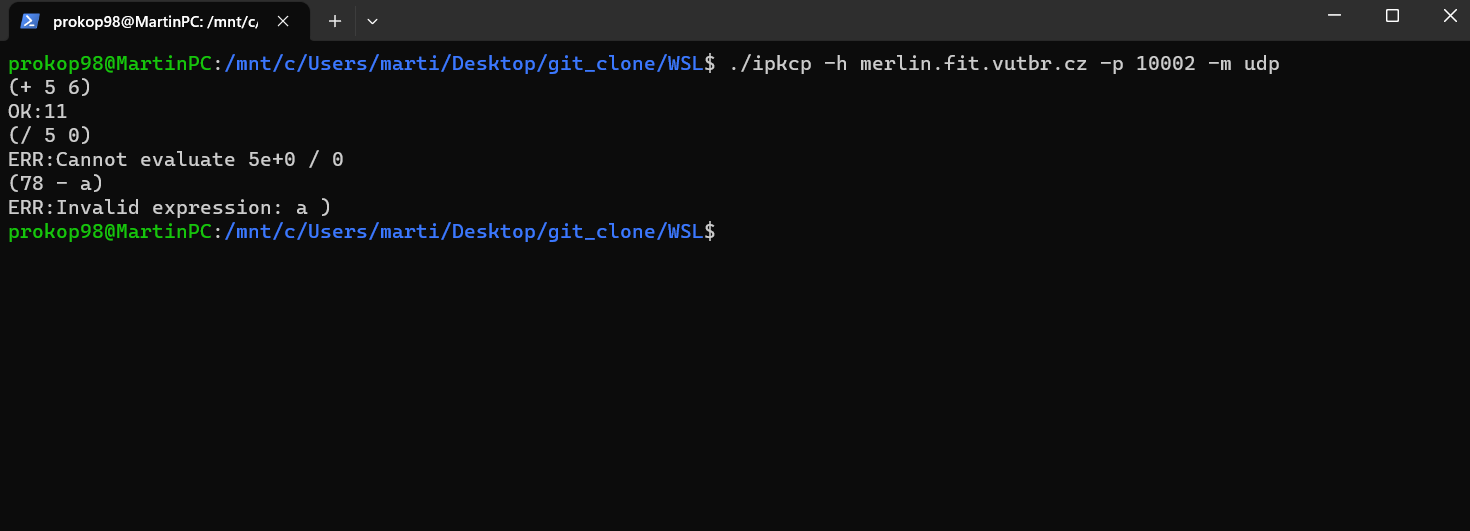 prokop98@MartinPC: /mnt/c/
prokop98@MartinPC:/mnt/c/Users/marti/Desktop/git_clone/WSL$ ./ipkcp -h merlin.fit.vutbr.cz -p 10002 -m udp
(+ 5 6)
OK:11
(/ 5 0)
ERR:Cannot evaluate 5e+0 / 0
(78 - a)
ERR:Invalid expression: a )
prokop98@MartinPC:/mnt/c/Users/marti/Desktop/git_clone/WSL$